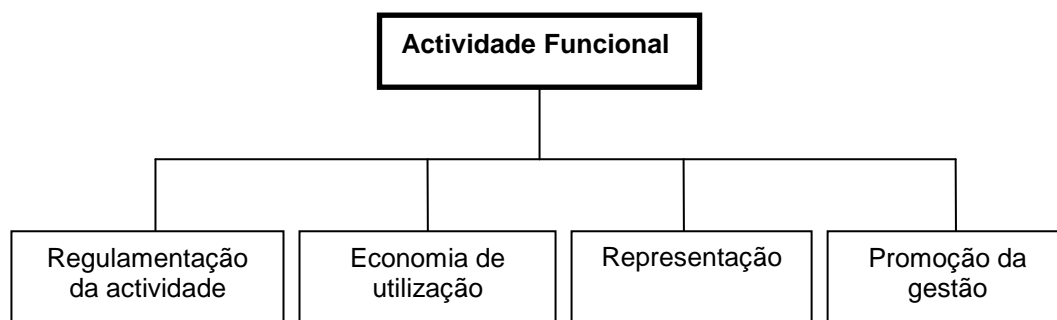 Actividade Funcional
Regulamentação
da actividade
Economia de
utilização
Representação
Promoção da
gestão